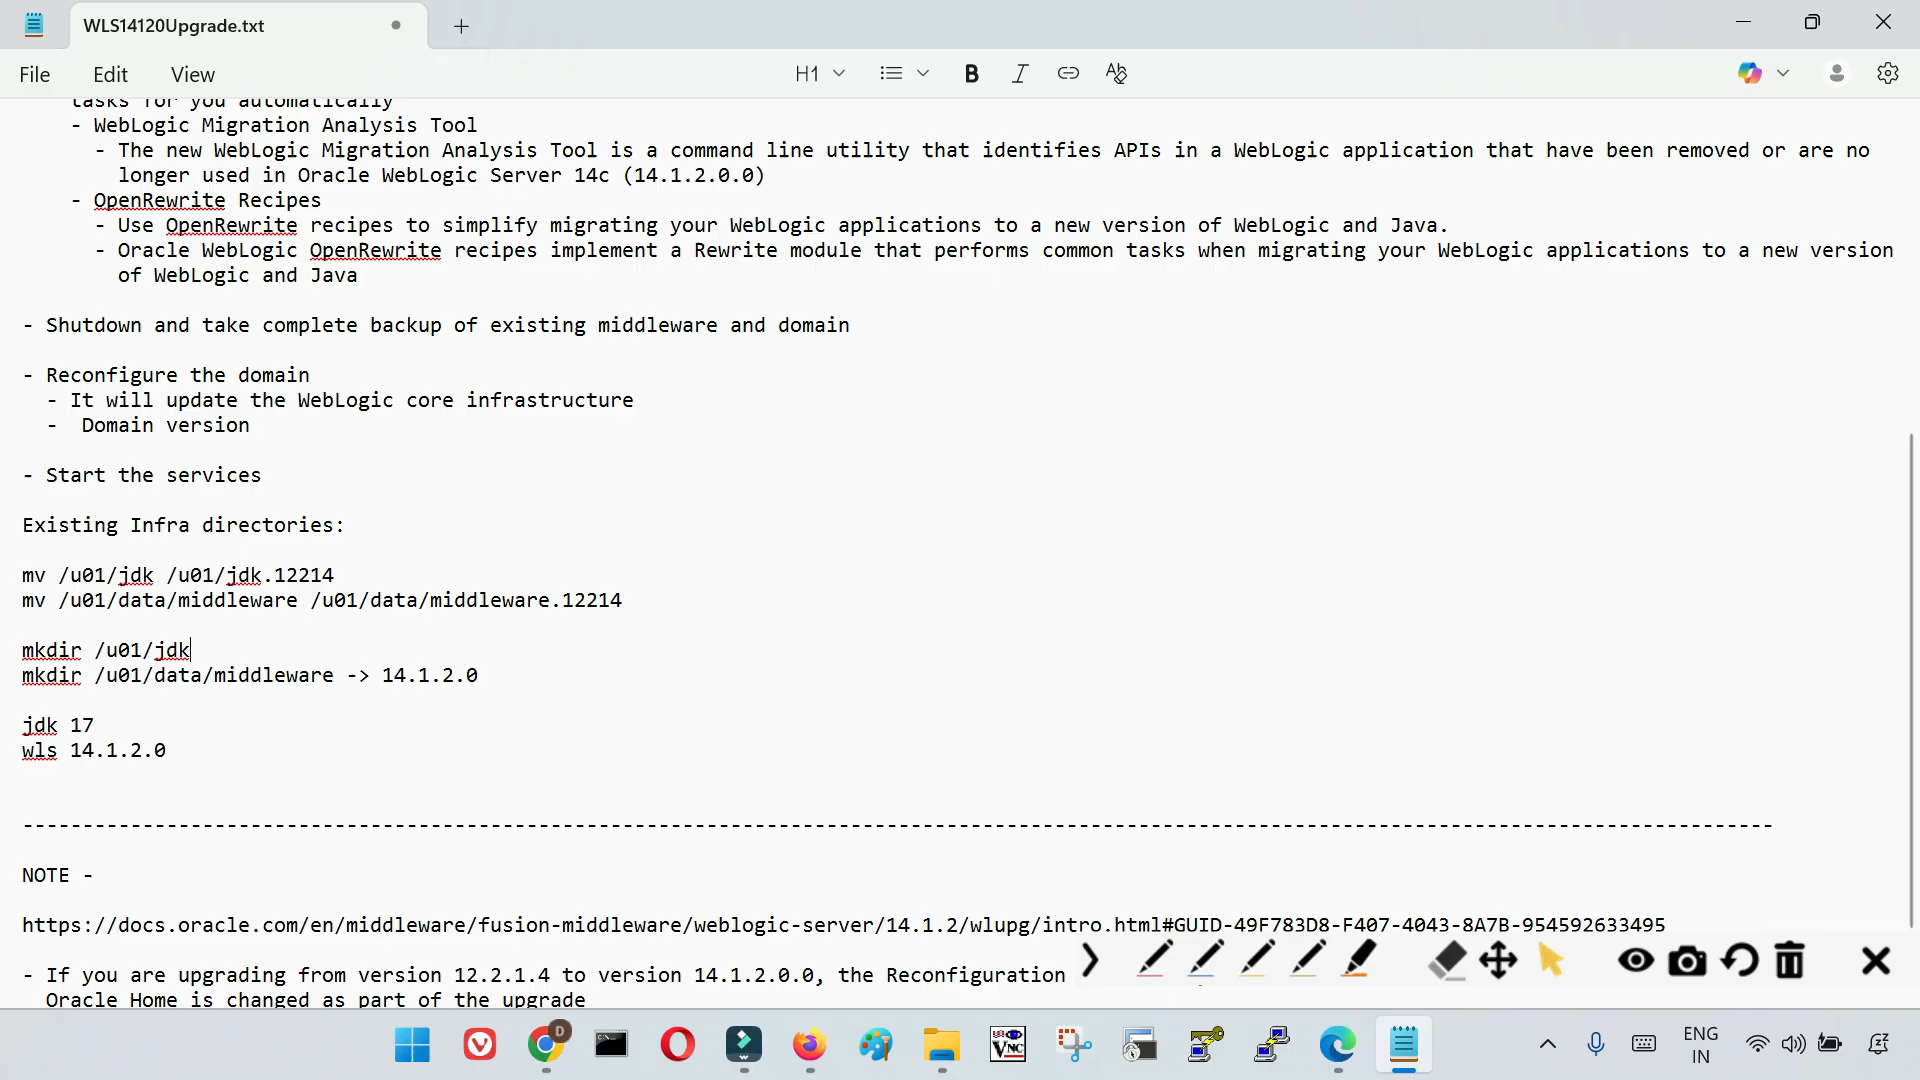 WLS14120Upgrade.txt
File Edit View H1
tasks for you automatically
- WebLogic Migration Analysis Tool
- The new WebLogic Migration Analysis Tool is a command line utility that identifies APIs in a WebLogic application that have been removed or are no
longer used in Oracle WebLogic Server 14c (14.1.2.0.0)
- OpenRewrite Recipes
- Use OpenRewrite recipes to simplify migrating your WebLogic applications to a new version of WebLogic and Java.
- Oracle WebLogic OpenRewrite recipes implement a Rewrite module that performs common tasks when migrating your WebLogic applications to a new version
of WebLogic and Java
- Shutdown and take complete backup of existing middleware and domain
- Reconfigure the domain
- It will update the WebLogic core infrastructure
- Domain version
- Start the services
Existing Infra directories:
mv /u01/jdk /u01/jdk.12214
mv /u01/data/middleware /u01/data/middleware.12214
mkdir /u01/jdk
mkdir /u01/data/middleware -> 14.1.2.0
jdk 17
wls 14.1.2.0
--------------------------------------------------------------------------------------------------------------------------------------------------
NOTE -
https://docs.oracle.com/en/middleware/fusion-middleware/weblogic-server/14.1.2/wlupg/intro.html#GUID-49F783D8-F407-4043-8A7B-954592633495
- If you are upgrading from version 12.2.1.4 to version 14.1.2.0.0, the Reconfiguration
Oracle Home is changed as part of the upgrade
D
VNC
ENG
IN